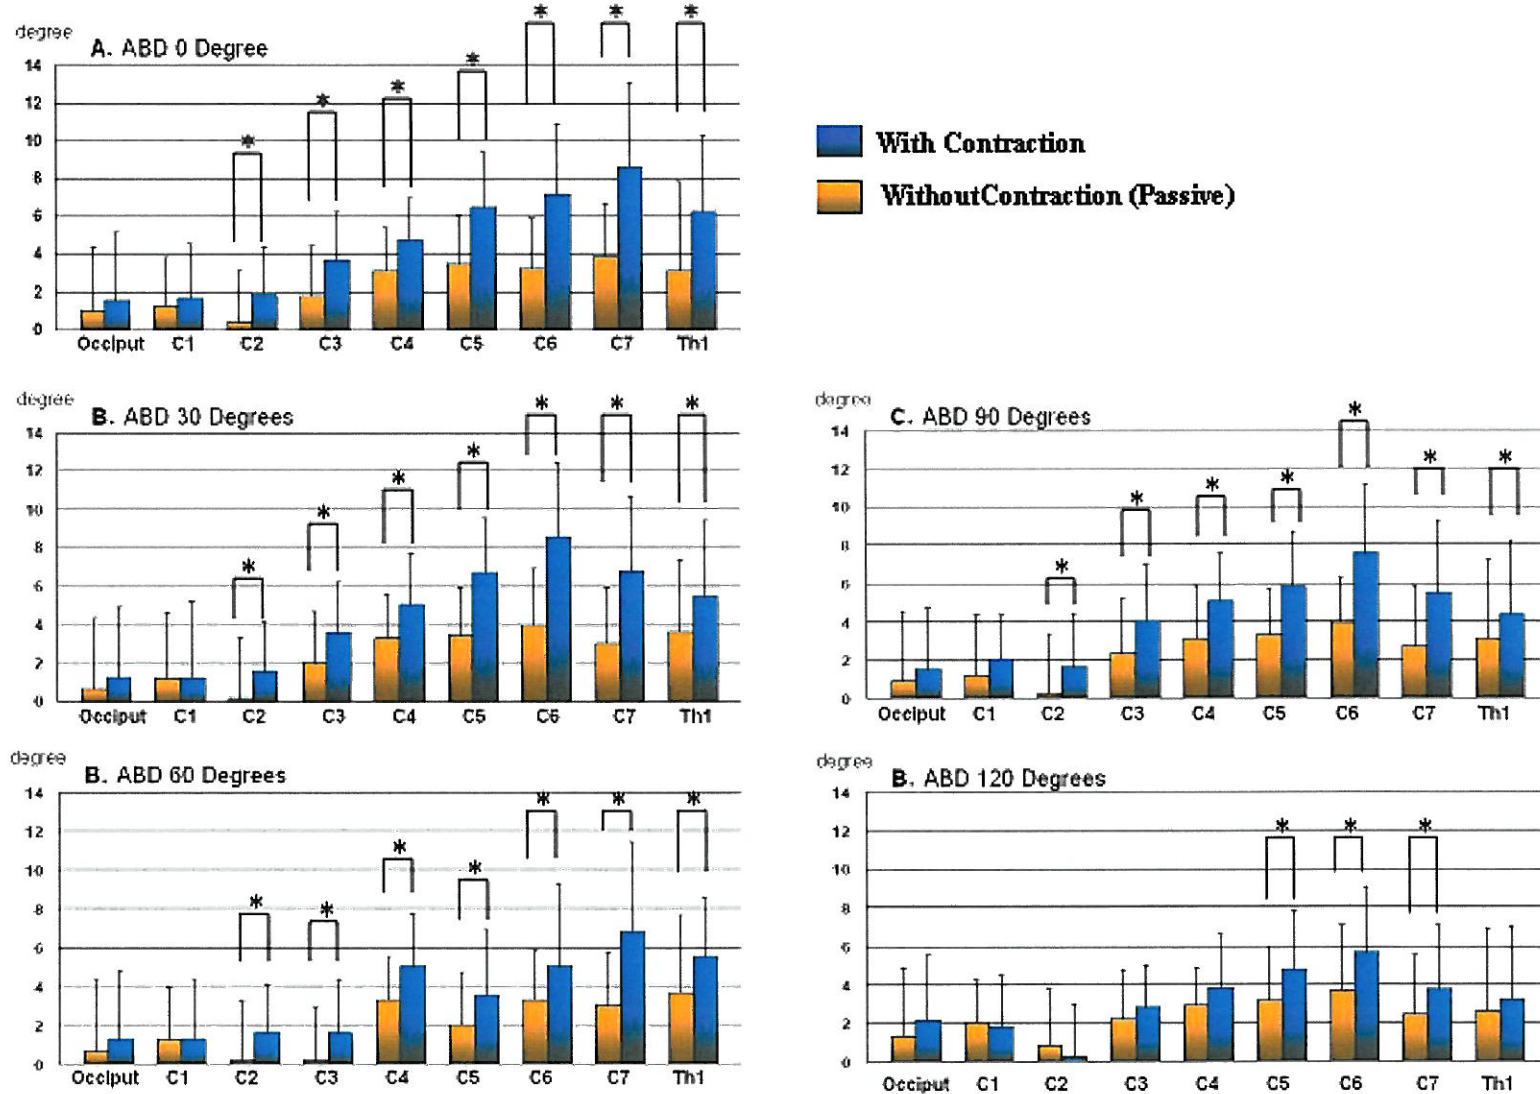 degree
A. ABD 0 Degree
* * * * * * *
14
12
10
8
6
4
2
0
Occiput C1 C2 C3 C4 C5 C6 C7 Th1
With Contraction
WithoutContraction (Passive)
degree
B. ABD 30 Degrees
* * * * * * *
14
12
10
8
6
4
2
0
Occiput C1 C2 C3 C4 C5 C6 C7 Th1
degree
C. ABD 90 Degrees
* * * * * * *
14
12
10
8
6
4
2
0
Occiput C1 C2 C3 C4 C5 C6 C7 Th1
degree
B. ABD 60 Degrees
* * * * * * *
14
12
10
8
6
4
2
0
Occiput C1 C2 C3 C4 C5 C6 C7 Th1
degree
B. ABD 120 Degrees
* * *
14
12
10
8
6
4
2
0
Occiput C1 C2 C3 C4 C5 C6 C7 Th1